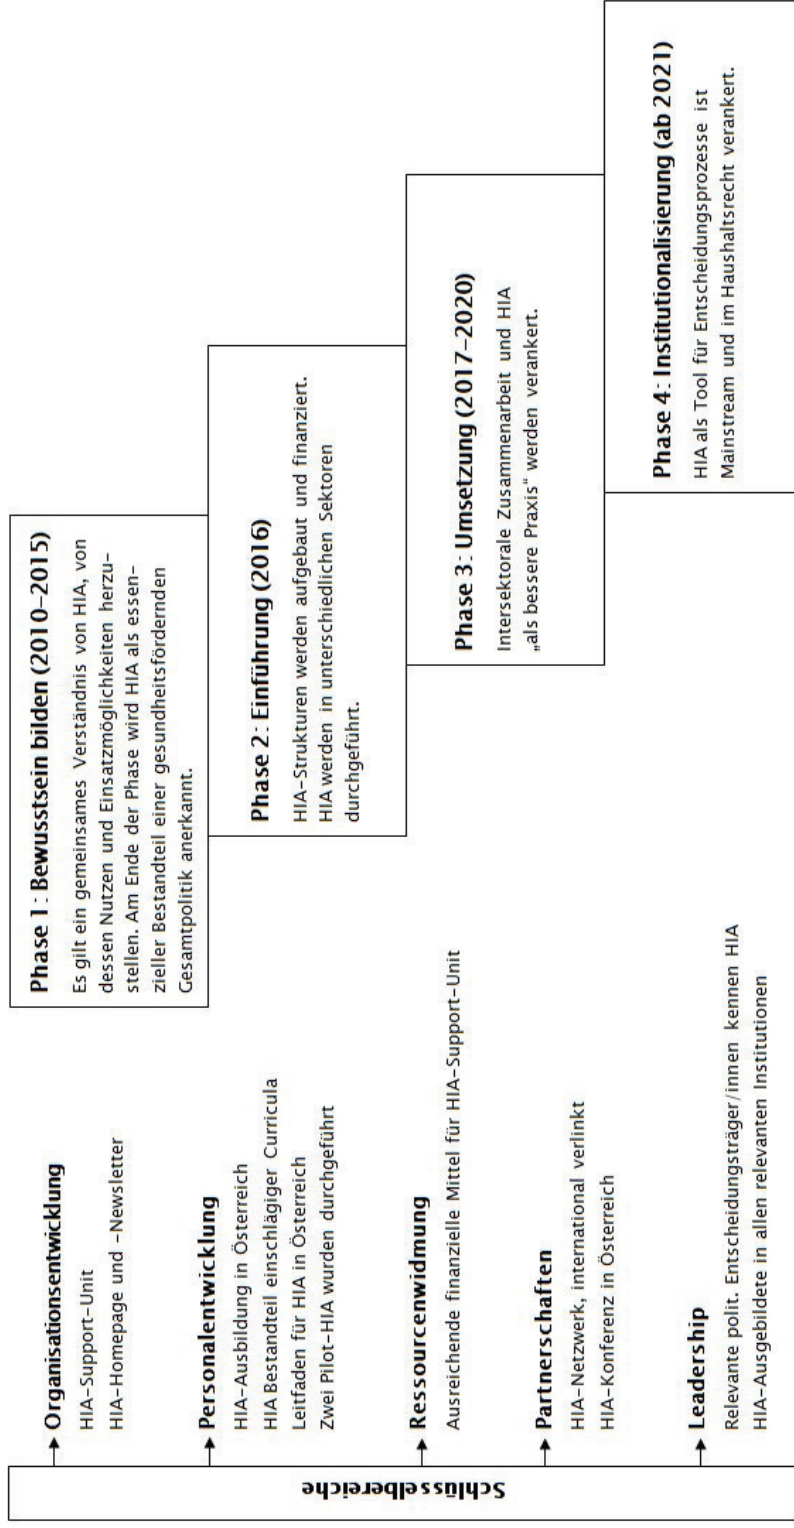 Schlüsselbereiche
Organisationsentwicklung
HIA-Support-Unit
HIA-Homepage und -Newsletter
Personalentwicklung
HIA-Ausbildung in Österreich
HIA Bestandteil einschlägiger Curricula
Leitfaden für HIA in Österreich
Zwei Pilot-HIA wurden durchgeführt
Ressourcenwidmung
Ausreichende finanzielle Mittel für HIA-Support-Unit
Partnerschaften
HIA-Netzwerk, international verlinkt
HIA-Konferenz in Österreich
Leadership
Relevante polit. Entscheidungsträger/innen kennen HIA
HIA-Ausgebildete in allen relevanten Institutionen
Phase 1: Bewusstsein bilden (2010-2015)
Es gilt ein gemeinsames Verständnis von HIA, von
dessen Nutzen und Einsatzmöglichkeiten herzu-
stellen. Am Ende der Phase wird HIA als essen-
zieller Bestandteil einer gesundheitsfördernden
Gesamtpolitik anerkannt.
Phase 2: Einführung (2016)
HIA-Strukturen werden aufgebaut und finanziert.
HIA werden in unterschiedlichen Sektoren
durchgeführt.
Phase 3: Umsetzung (2017-2020)
Intersektorale Zusammenarbeit und HIA
„als bessere Praxis“ werden verankert.
Phase 4: Institutionalisierung (ab 2021)
HIA als Tool für Entscheidungsprozesse ist
Mainstream und im Haushaltsrecht verankert.